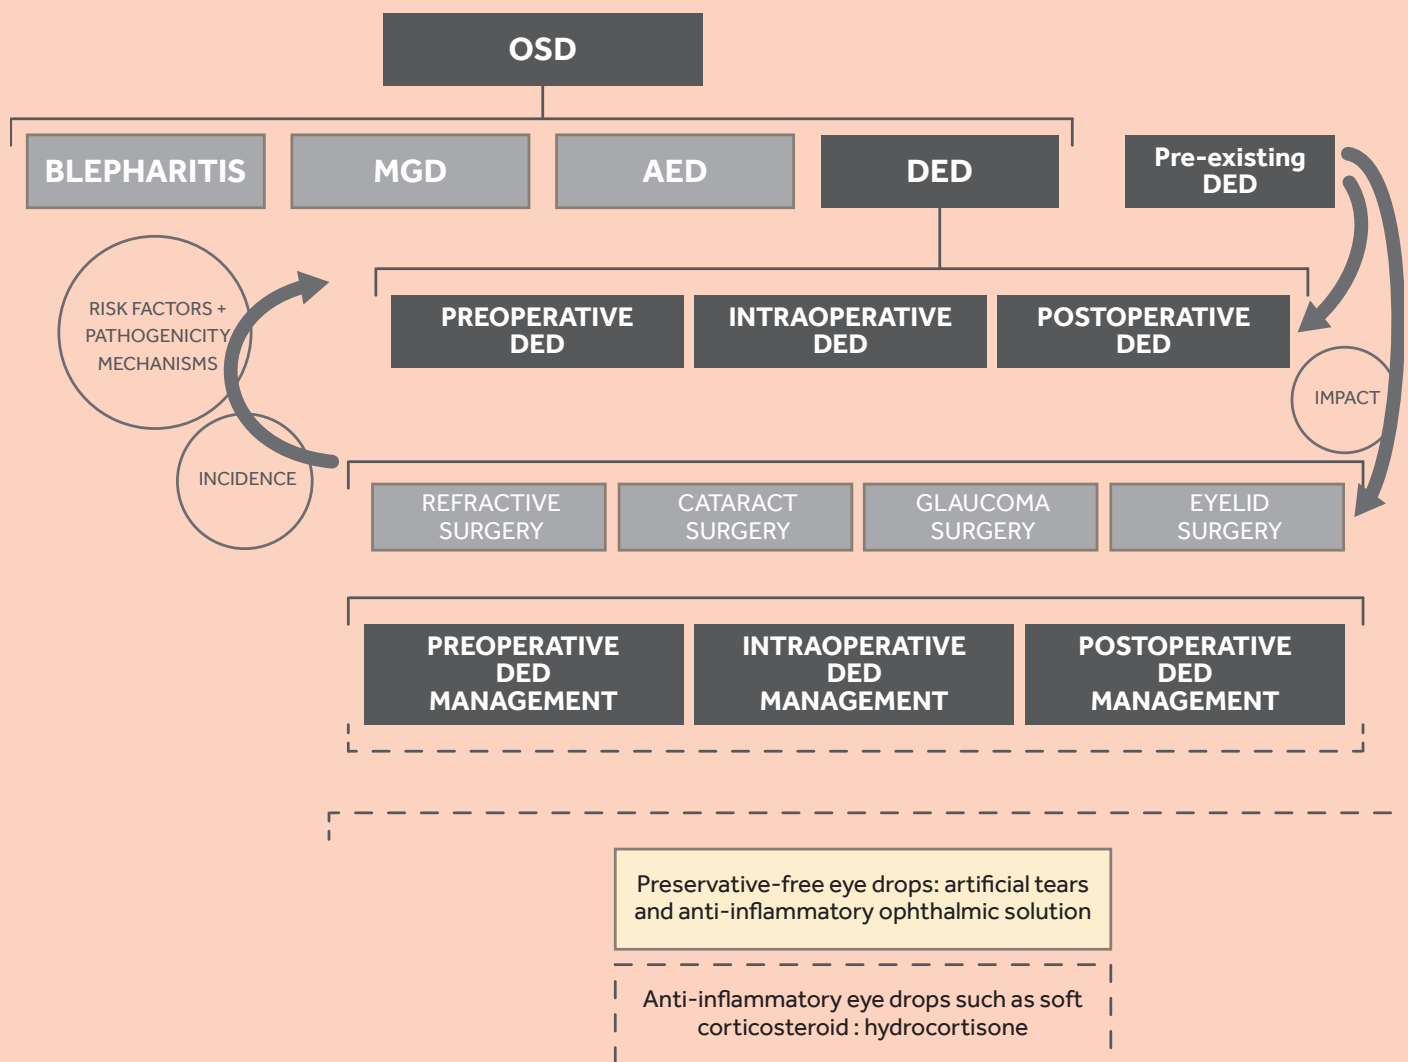 OSD
BLEPHARITIS
MGD
AED
DED
Pre-existing
DED
RISK FACTORS +
PATHOGENICITY
MECHANISMS
PREOPERATIVE
DED
INTRAOPERATIVE
DED
POSTOPERATIVE
DED
IMPACT
INCIDENCE
REFRACTIVE
SURGERY
CATARACT
SURGERY
GLAUCOMA
SURGERY
EYELID
SURGERY
PREOPERATIVE
DED
MANAGEMENT
INTRAOPERATIVE
DED
MANAGEMENT
POSTOPERATIVE
DED
MANAGEMENT
Preservative-free eye drops: artificial tears
and anti-inflammatory ophthalmic solution
Anti-inflammatory eye drops such as soft
corticosteroid : hydrocortisone